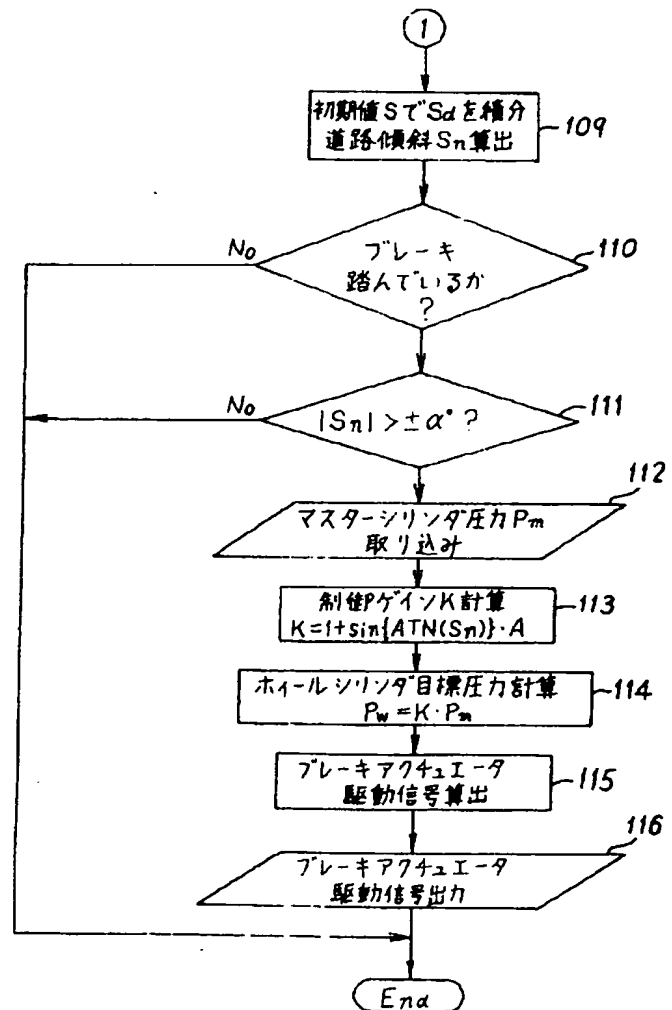 1
初期値SでSdを積分
道路傾斜Sn算出
109
No
ブレーキ
踏んでいるか
?
110
No
|Sn|>±α°?
111
112
マスターシリンダ圧力Pm
取り込み
制御ゲインK計算
K=1+sin{ATN(Sn)}·A
113
ホィールシリンダ目標圧力計算
Pw=K·Pm
114
ブレーキアクチュエータ
駆動信号算出
115
116
ブレーキアクチュエータ
駆動信号出力
End